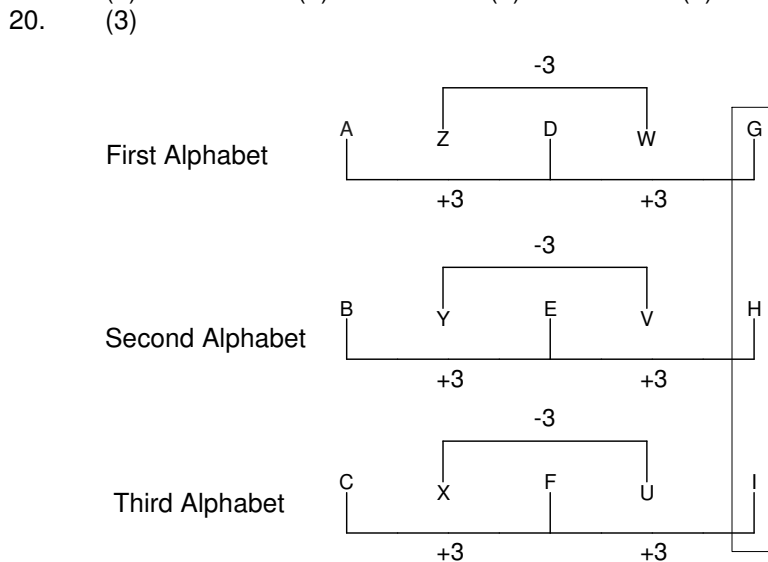 20. (3)
-3
A Z D W G
First Alphabet
+3 +3
-3
B Y E V H
Second Alphabet
+3 +3
-3
C X F U I
Third Alphabet
+3 +3